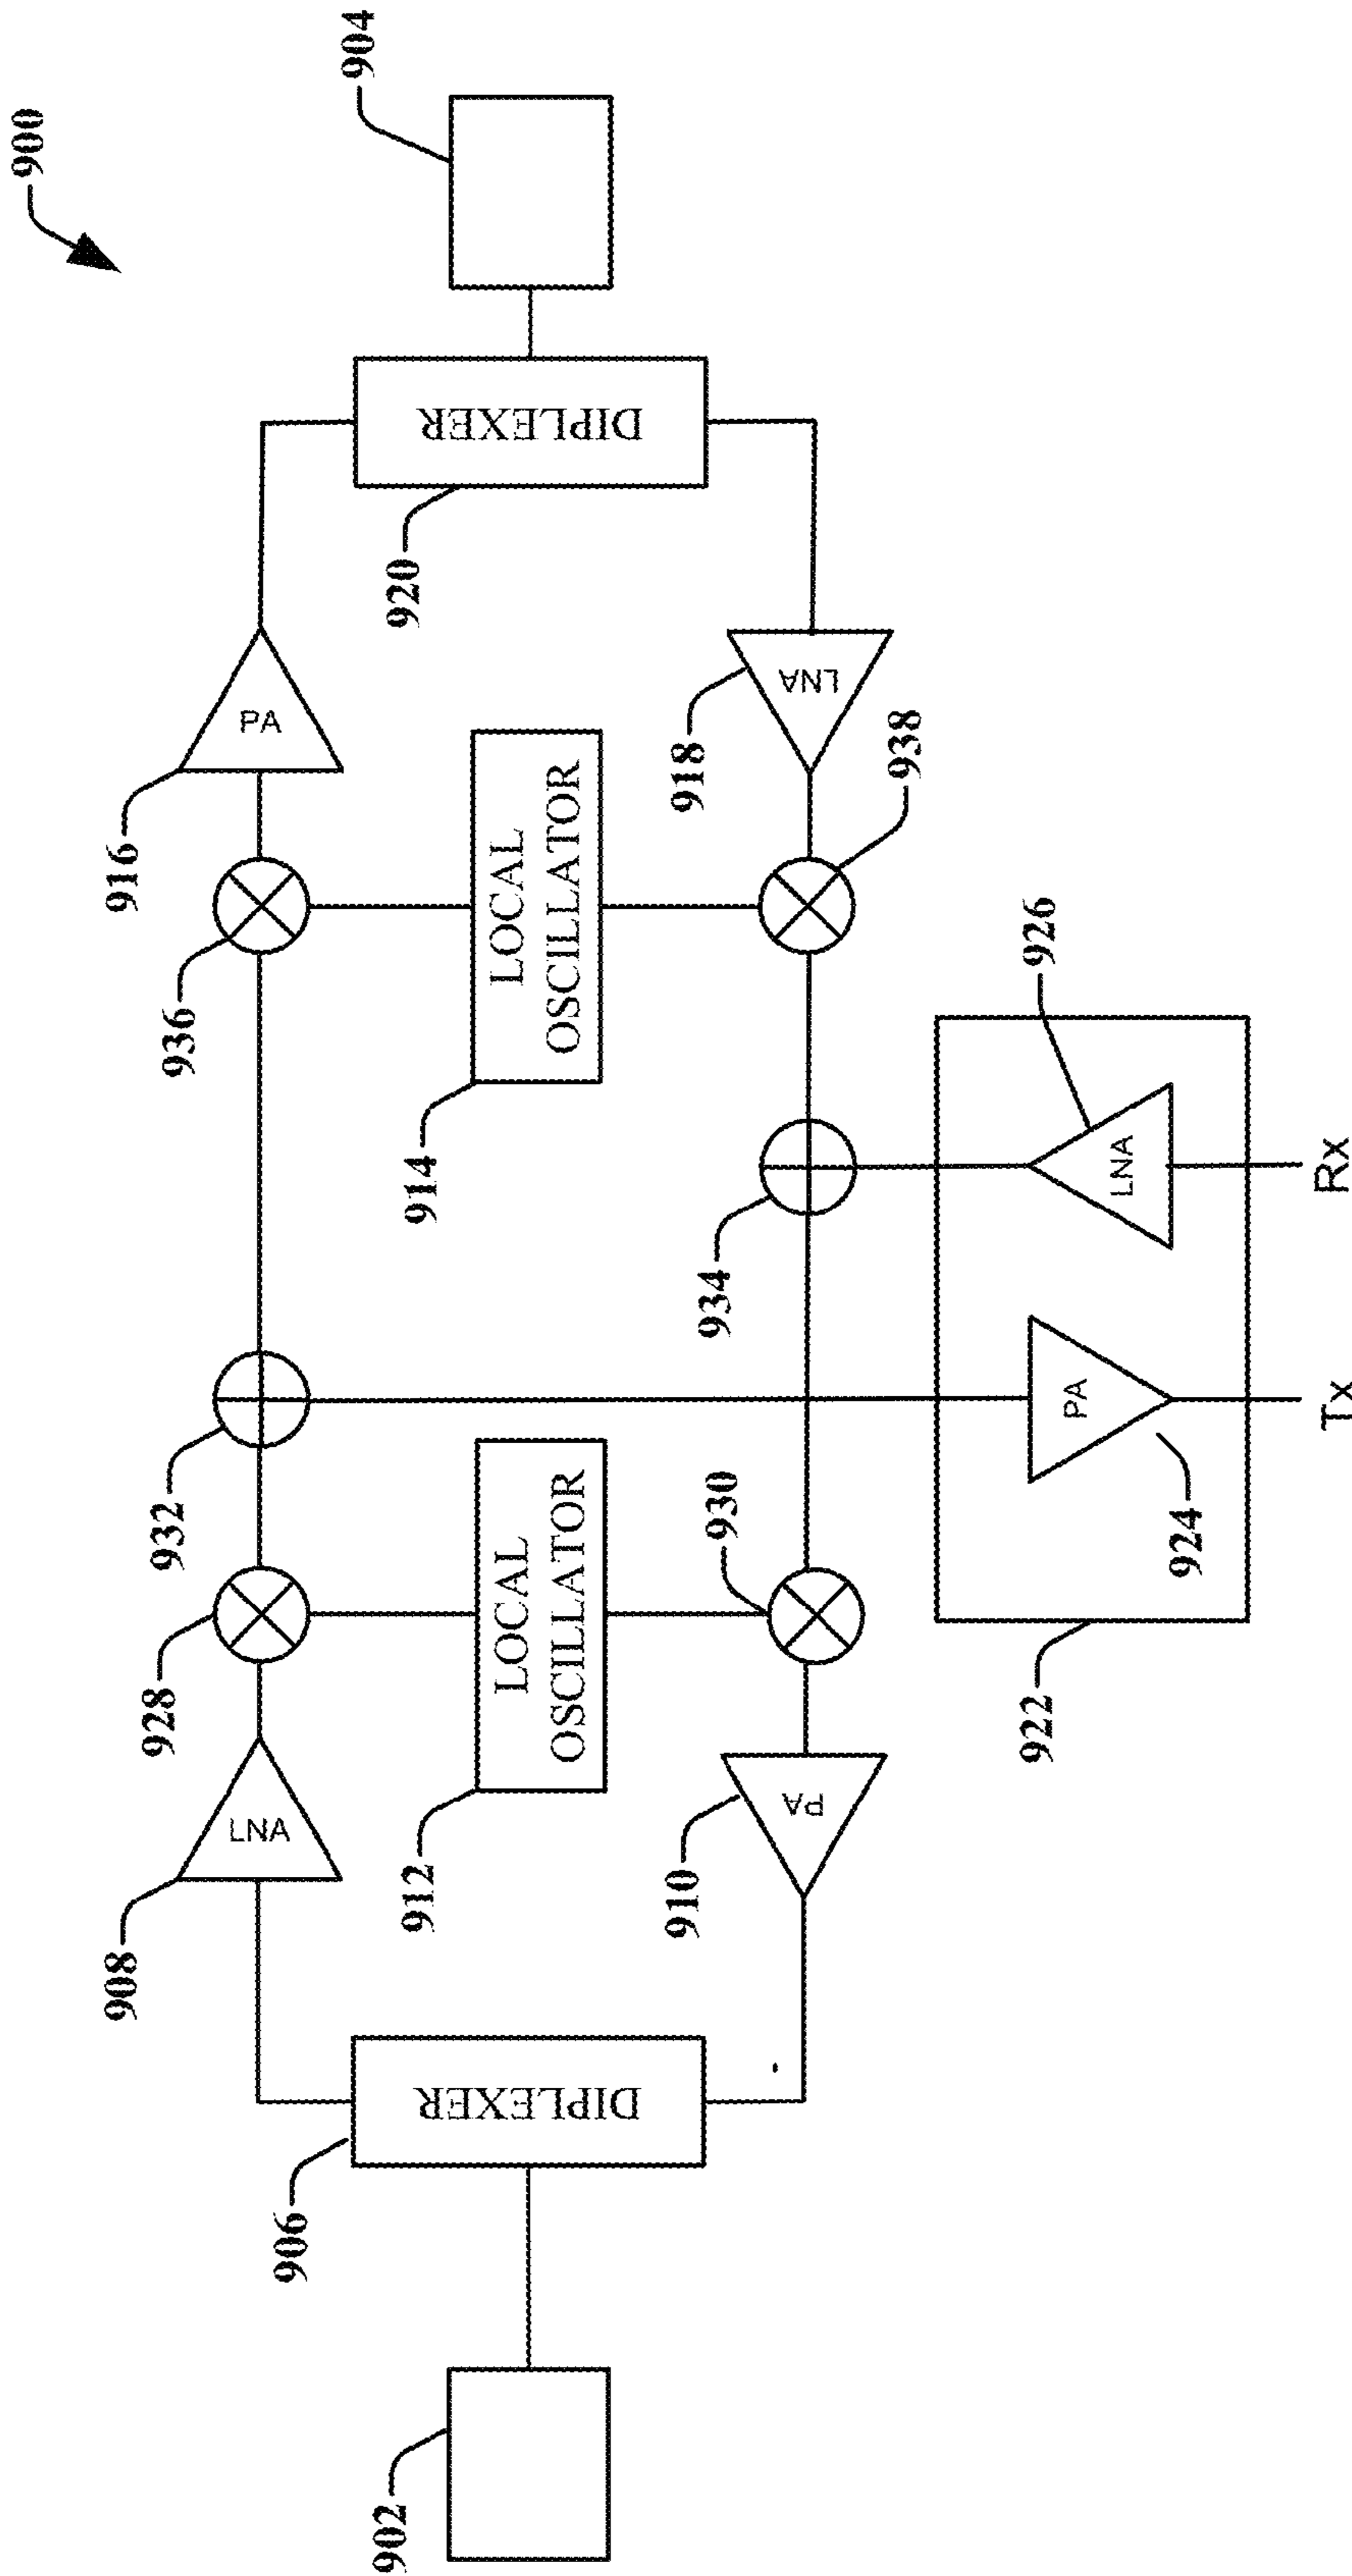 900
904
916
PA
936
920
DIPLEXER
914
LOCAL
OSCILLATOR
918
LNA
938
932
934
926
LNA
Rx
928
912
LOCAL
OSCILLATOR
930
PA
924
Tx
922
908
LNA
910
PA
906
DIPLEXER
902